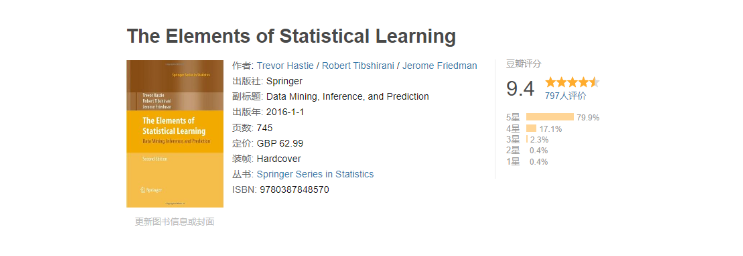 The Elements of Statistical Learning
Springer Series in Statistics
Trevor Hastie
Robert Tibshirani
Jerome Friedman
The Elements of
Statistical Learning
Data Mining, Inference, and Prediction
Second Edition
Springer
更新图书信息或封面
作者: Trevor Hastie / Robert Tibshirani / Jerome Friedman
出版社: Springer
副标题: Data Mining, Inference, and Prediction
出版年: 2016-1-1
页数: 745
定价: GBP 62.99
装帧: Hardcover
丛书: Springer Series in Statistics
ISBN: 9780387848570
豆瓣评分
9.4
797人评价
5星 79.9%
4星 17.1%
3星 2.3%
2星 0.4%
1星 0.4%